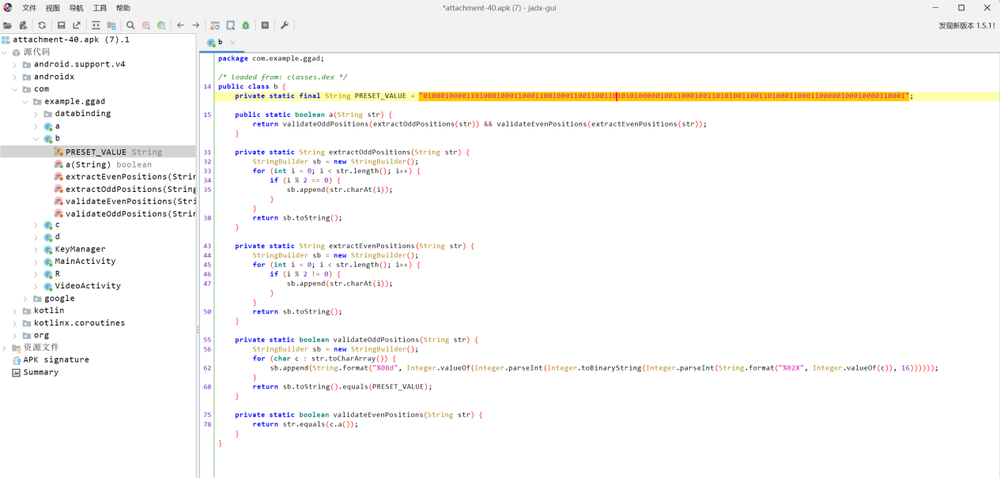 文件 视图 导航 工具 帮助
*attachment-40.apk (7) - jadx-gui
发现新版本 1.5.1!
attachment-40.apk (7).1
源代码
android.support.v4
androidx
com
example.ggad
databinding
a
b
PRESET_VALUE String
a(String) boolean
extractEvenPositions(Strin
extractOddPositions(String
validateEvenPositions(Stri
validateOddPositions(Strin
c
d
KeyManager
MainActivity
R
VideoActivity
google
kotlin
kotlinx.coroutines
org
资源文件
APK signature
Summary
b
package com.example.ggad;
/* loaded from: classes.dex */
14 public class b {
private static final String PRESET_VALUE =
15 public static boolean a(String str) {
return validateOddPositions(extractOddPositions(str)) && validateEvenPositions(extractEvenPositions(str));
}
31 private static String extractOddPositions(String str) {
32 StringBuilder sb = new StringBuilder();
33 for (int i = 0; i < str.length(); i++) {
34 if (i % 2 == 0) {
35 sb.append(str.charAt(i));
}
}
38 return sb.toString();
}
43 private static String extractEvenPositions(String str) {
44 StringBuilder sb = new StringBuilder();
45 for (int i = 0; i < str.length(); i++) {
46 if (i % 2 != 0) {
47 sb.append(str.charAt(i));
}
}
50 return sb.toString();
}
55 private static boolean validateOddPositions(String str) {
56 StringBuilder sb = new StringBuilder();
for (char c : str.toCharArray()) {
62 sb.append(String.format("%08d", Integer.valueOf(Integer.parseInt(Integer.toBinaryString(Integer.parseInt(String.format("%02X", Integer.valueOf(c)), 16))))));
}
68 return sb.toString().equals(PRESET_VALUE);
}
75 private static boolean validateEvenPositions(String str) {
78 return str.equals(c.a());
}
}